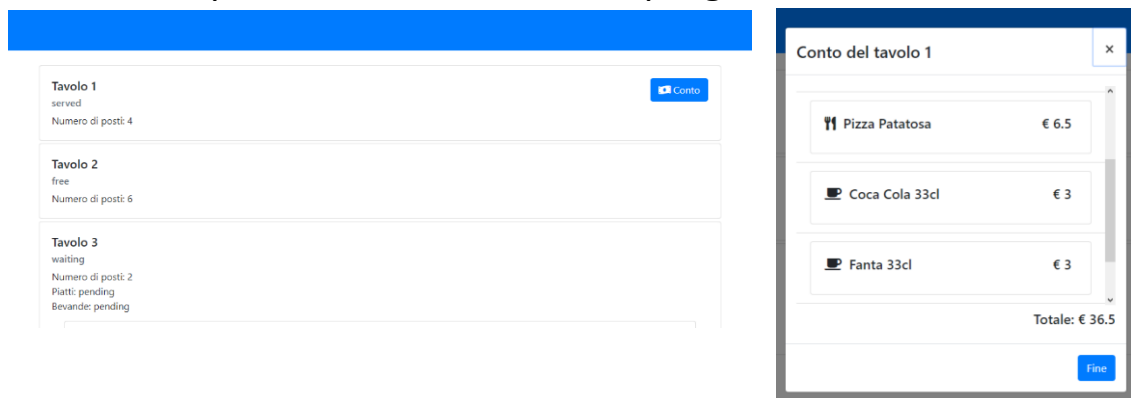 Tavolo 1
served
Numero di posti: 4
Conto
Tavolo 2
free
Numero di posti: 6
Tavolo 3
waiting
Numero di posti: 2
Piatti: pending
Bevande: pending
Conto del tavolo 1 ×
Pizza Patatosa € 6.5
Coca Cola 33cl € 3
Fanta 33cl € 3
Totale: € 36.5
Fine